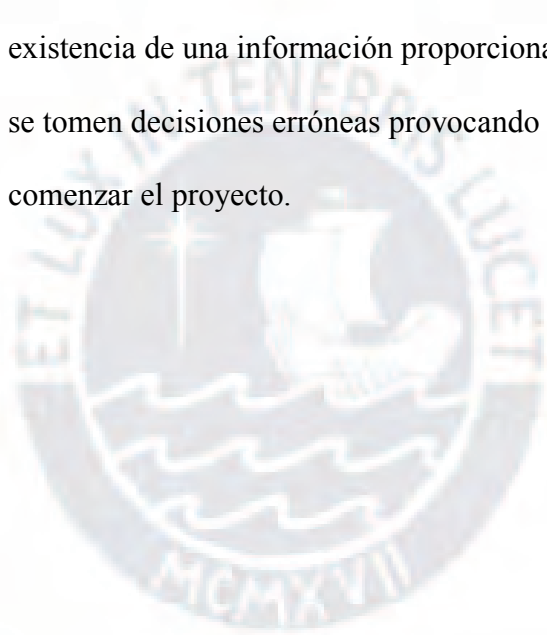 existencia de una información proporciona
se tomen decisiones erróneas provocando
comenzar el proyecto.
ET LUX IN TENEBRIS LUCET
MCMXVII